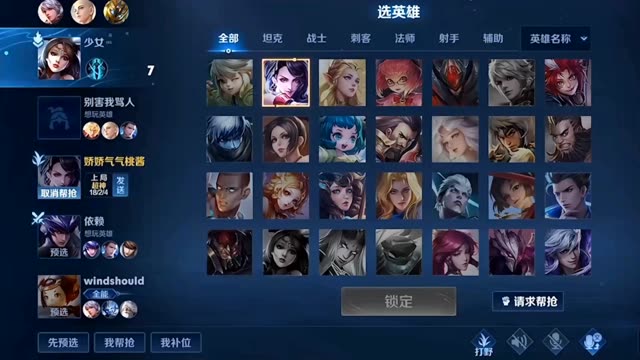 选英雄
全部 坦克 战士 刺客 法师 射手 辅助 英雄名称
少女
7
别害我骂人
想玩英雄
娇娇气气桃酱
上局
超神
18/2/4
发送
取消帮抢
依赖
想玩英雄
预选
windshould
全能
预选
锁定
请求帮抢
先预选 我帮抢 我补位
打野